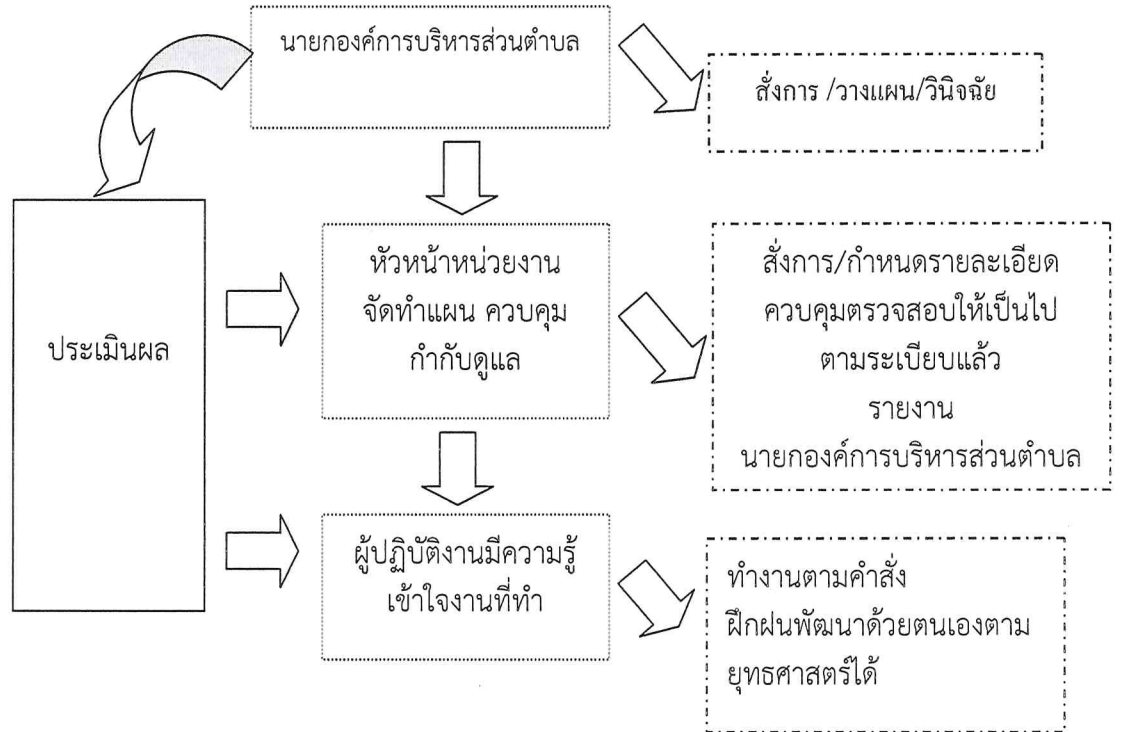 นายกองค์การบริหารส่วนตำบล
สั่งการ /วางแผน/วินิจฉัย
ประเมินผล
หัวหน้าหน่วยงาน
จัดทำแผน ควบคุม
กำกับดูแล
สั่งการ/กำหนดรายละเอียด
ควบคุมตรวจสอบให้เป็นไป
ตามระเบียบแล้ว
รายงาน
นายกองค์การบริหารส่วนตำบล
ผู้ปฏิบัติงานมีความรู้
เข้าใจงานที่ทำ
ทำงานตามคำสั่ง
ฝึกฝนพัฒนาด้วยตนเองตาม
ยุทธศาสตร์ได้